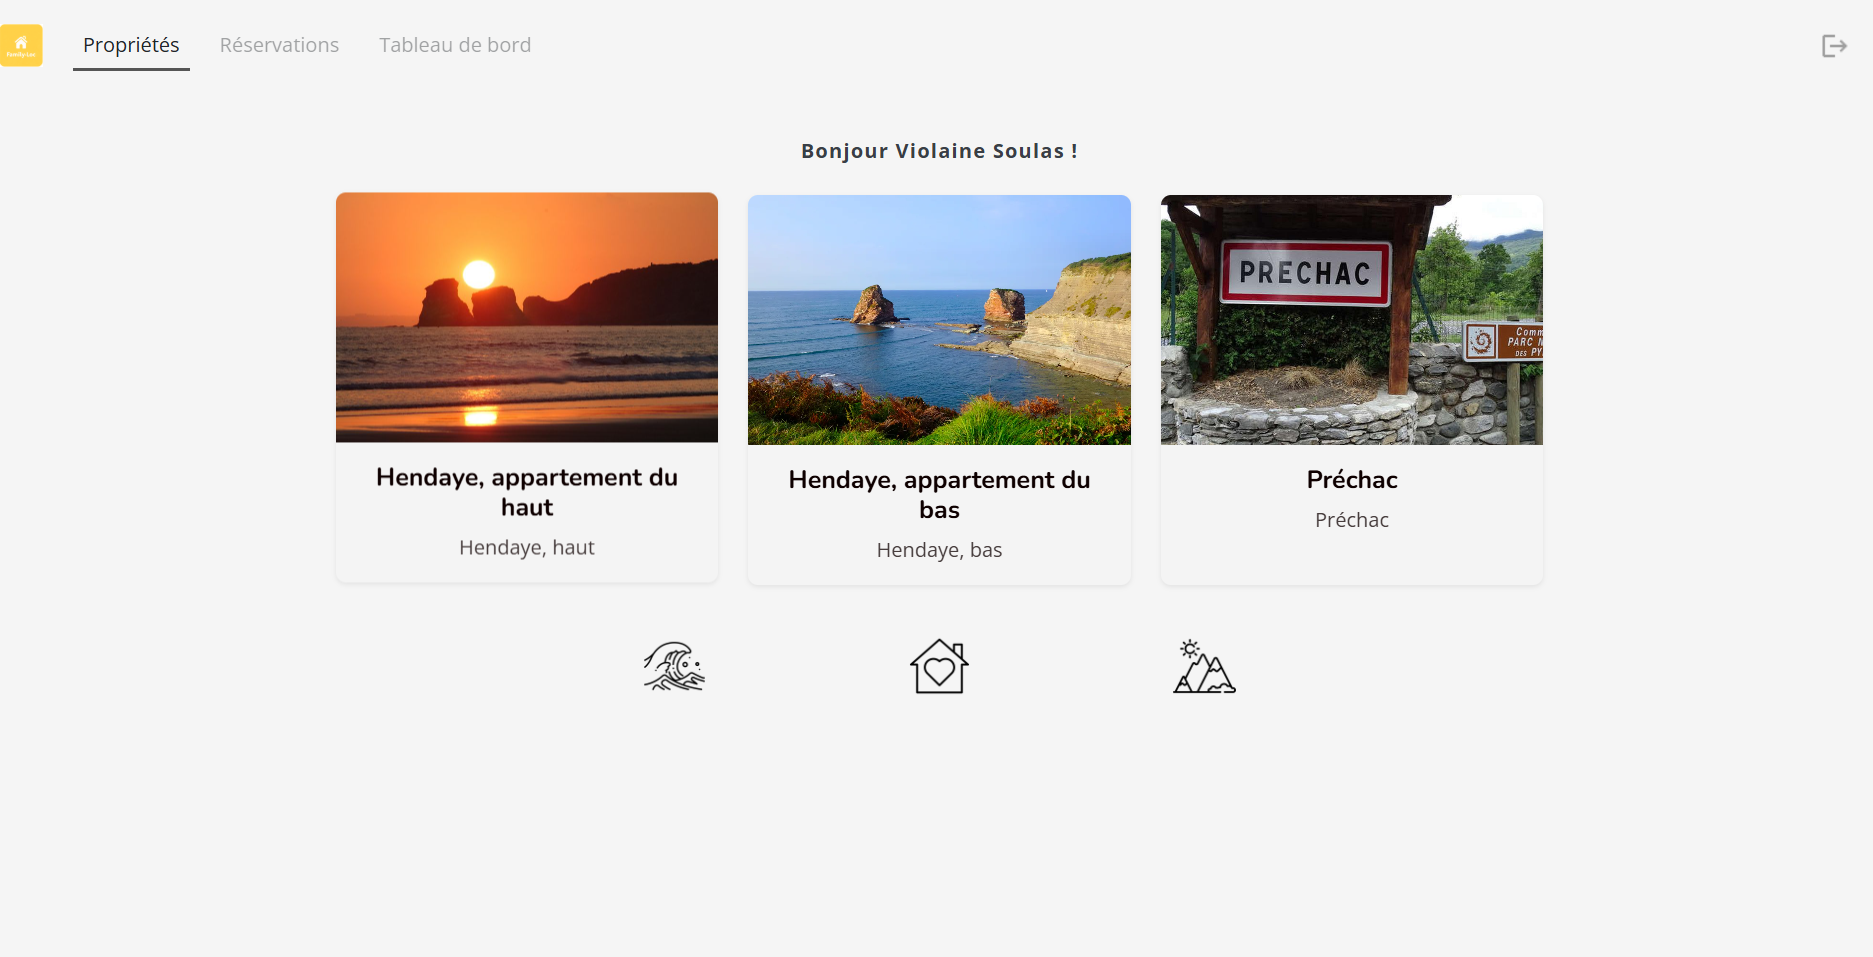 Propriétés
Réservations
Tableau de bord
Bonjour Violaine Soulas !
PRECHAC
Comm
PARC N
DES PY
Hendaye, appartement du
haut
Hendaye, haut
Hendaye, appartement du
bas
Hendaye, bas
Préchac
Préchac